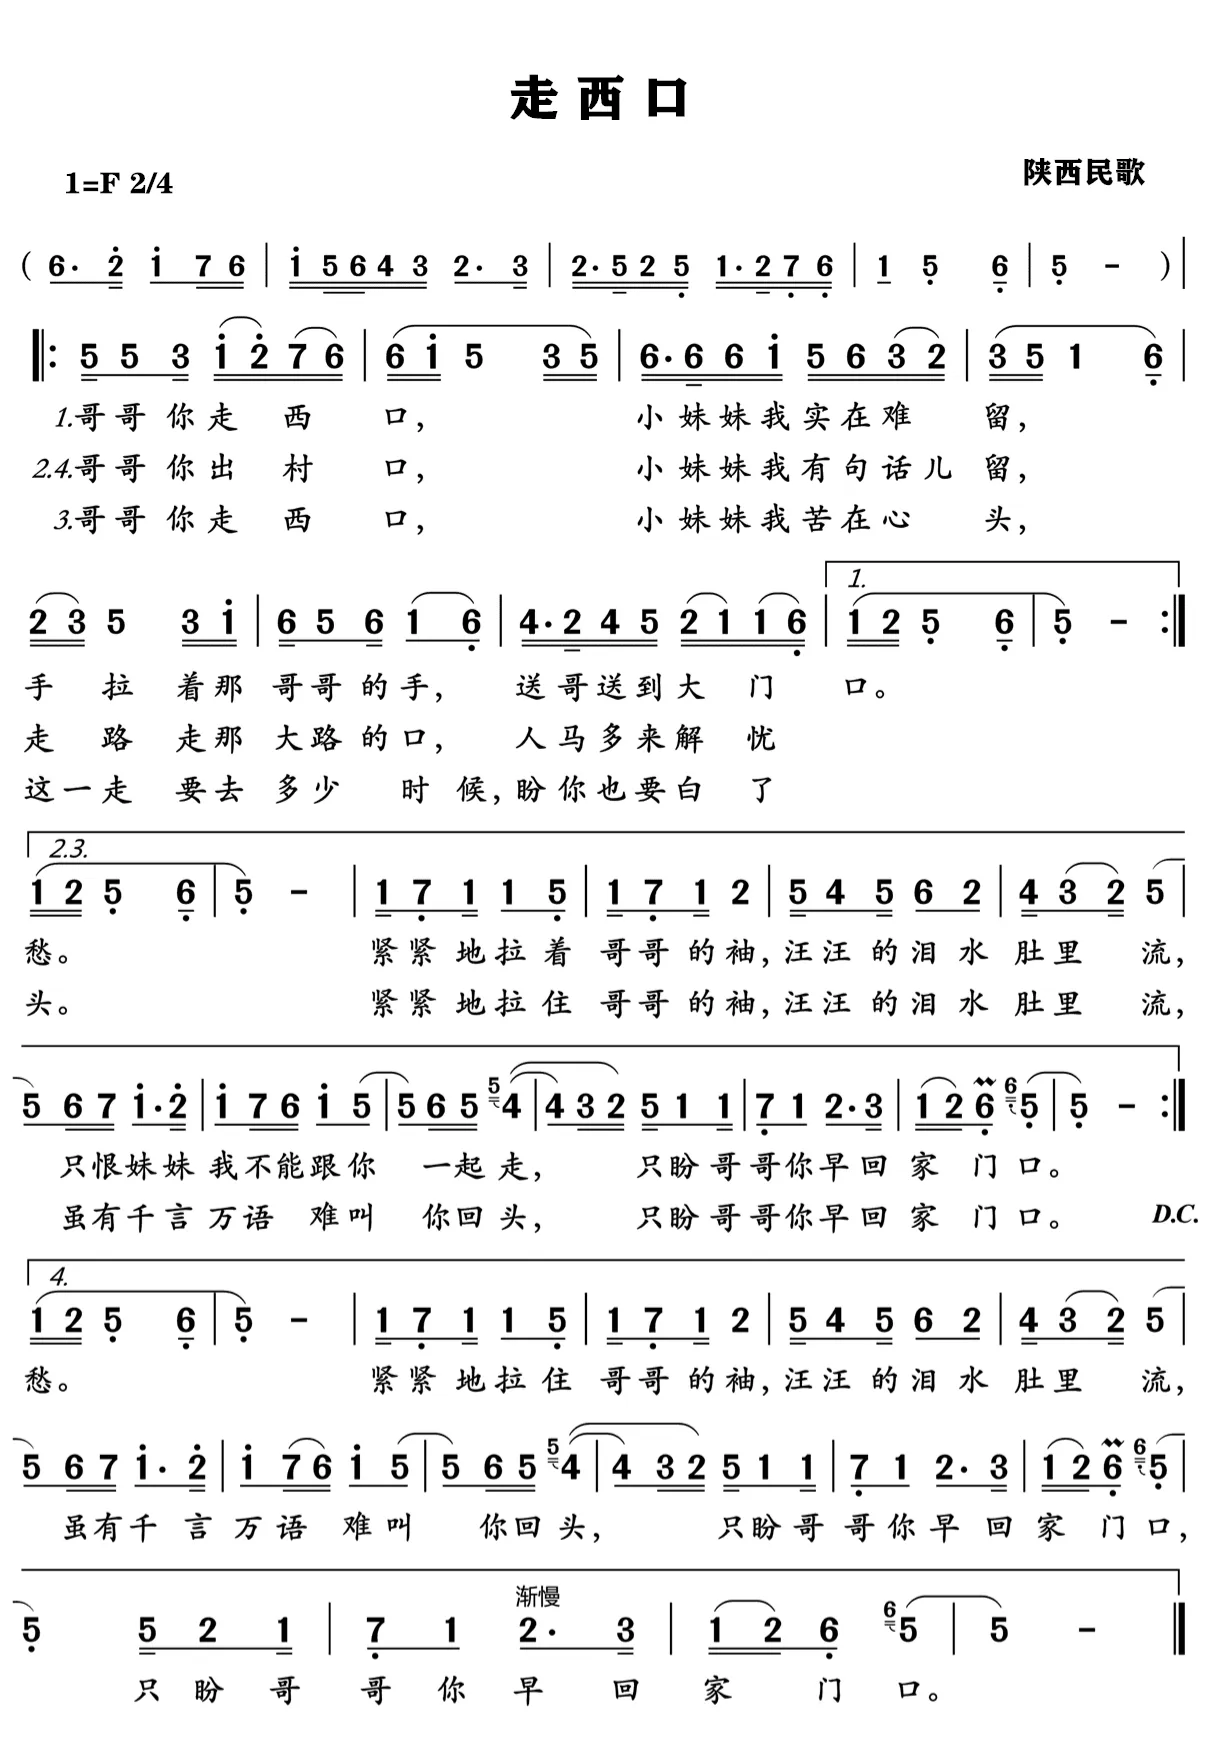 走西口
1=F 2/4
陕西民歌
( 6· 2 1 7 6 | 1 5 6 4 3 2· 3 | 2· 5 2 5 1· 2 7 6 | 1 5 6 | 5 - ) |
|: 5 5 3 1 2 7 6 | 6 1 5 3 5 | 6· 6 6 1 5 6 3 2 | 3 5 1 6 |
1.哥哥你走西口, 小妹妹我实在难留,
2.4.哥哥你出村口, 小妹妹我有句话儿留,
3.哥哥你走西口, 小妹妹我苦在心头,
1.
2 3 5 3 1 | 6 5 6 1 6 | 4· 2 4 5 2 1 1 6 | 1 2 5 6 | 5 - :|
手拉着那哥哥的手, 送哥送到大门口。
走路走那大路的口, 人马多来解忧
这一走要去多少时候, 盼你也要白了
2.3.
1 2 5 6 | 5 - | 1 7 1 1 5 | 1 7 1 2 | 5 4 5 6 2 | 4 3 2 5 |
愁。 紧紧地拉着哥哥的袖, 汪汪的泪水肚里流,
头。 紧紧地拉住哥哥的袖, 汪汪的泪水肚里流,
5 6 7 1· 2 | 1 7 6 1 5 | 5 6 5 5 4 | 4 3 2 5 1 1 | 7 1 2· 3 | 1 2 6 6 5 | 5 - :|
只恨妹妹我不能跟你一起走, 只盼哥哥你早回家门口。
虽有千言万语难叫你回头, 只盼哥哥你早回家门口。 D.C.
4.
1 2 5 6 | 5 - | 1 7 1 1 5 | 1 7 1 2 | 5 4 5 6 2 | 4 3 2 5 |
愁。 紧紧地拉住哥哥的袖, 汪汪的泪水肚里流,
5 6 7 1· 2 | 1 7 6 1 5 | 5 6 5 5 4 | 4 3 2 5 1 1 | 7 1 2· 3 | 1 2 6 6 5 |
虽有千言万语难叫你回头, 只盼哥哥你早回家门口,
渐慢
5 5 2 1 | 7 1 2· 3 | 1 2 6 6 5 | 5 - ||
只盼哥哥你早回家门口。